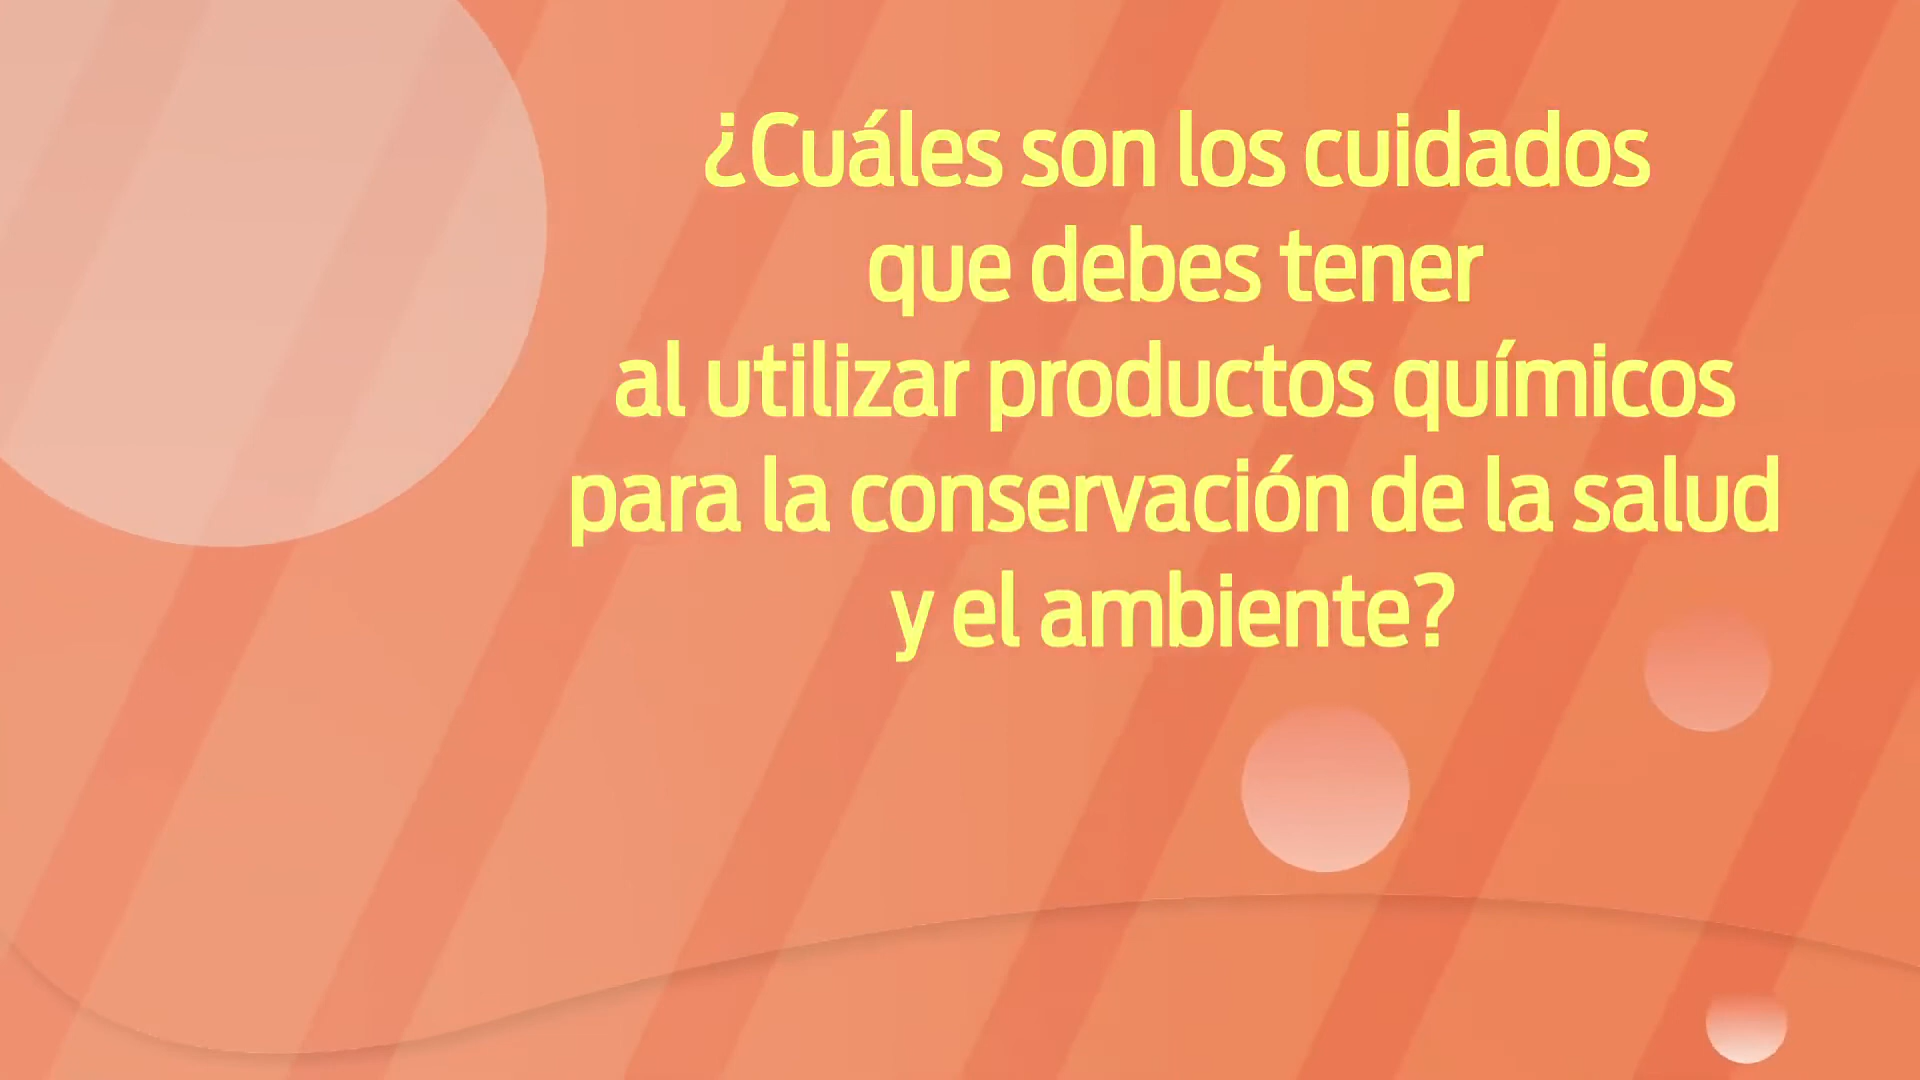 ¿Cuáles son los cuidados
que debes tener
al utilizar productos químicos
para la conservación de la salud
y el ambiente?